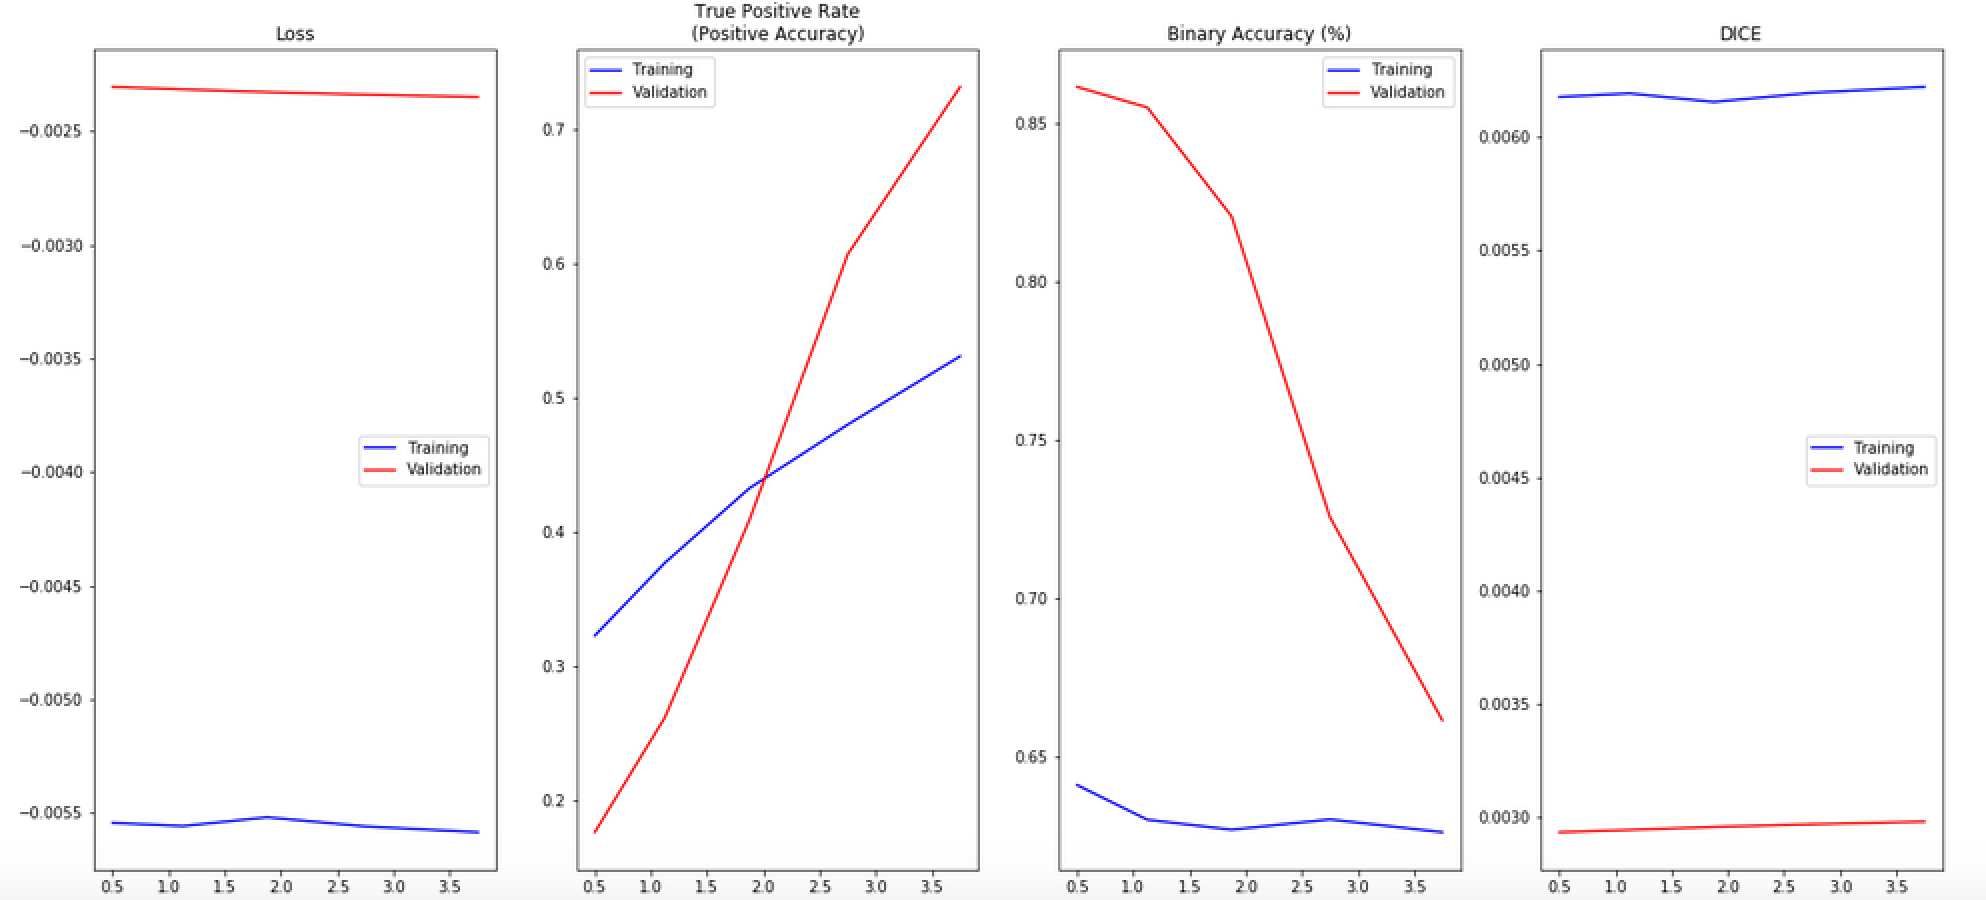 Loss
−0.0025
−0.0030
−0.0035
−0.0040
−0.0045
−0.0050
−0.0055
Training
Validation
0.5 1.0 1.5 2.0 2.5 3.0 3.5
True Positive Rate
(Positive Accuracy)
Training
Validation
0.7
0.6
0.5
0.4
0.3
0.2
0.5 1.0 1.5 2.0 2.5 3.0 3.5
Binary Accuracy (%)
Training
Validation
0.85
0.80
0.75
0.70
0.65
0.5 1.0 1.5 2.0 2.5 3.0 3.5
DICE
0.0060
0.0055
0.0050
0.0045
0.0040
0.0035
0.0030
Training
Validation
0.5 1.0 1.5 2.0 2.5 3.0 3.5